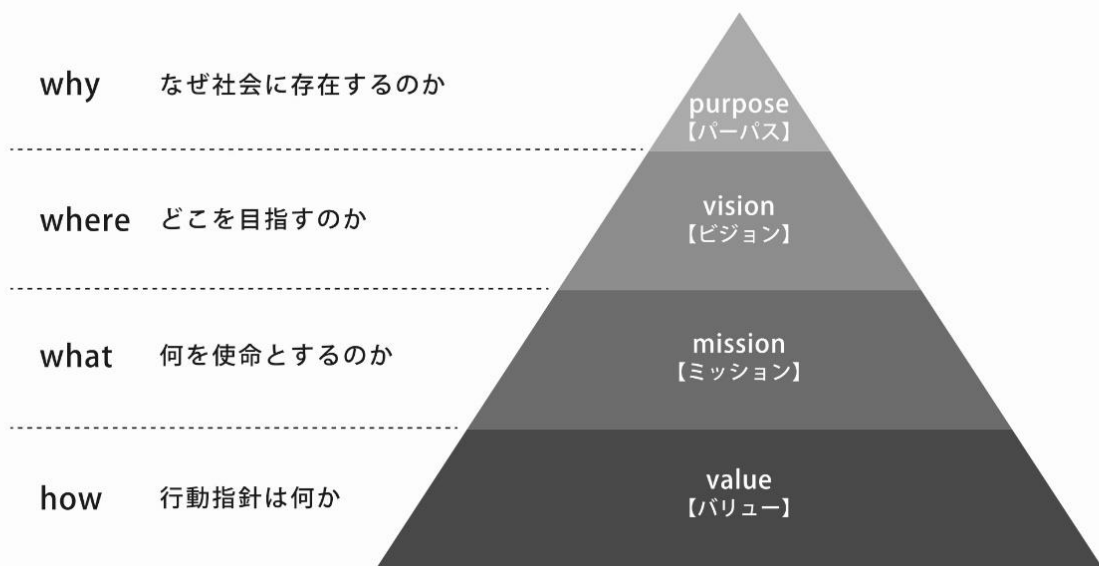 why なぜ社会に存在するのか
purpose
【パーパス】
where どこを目指すのか
vision
【ビジョン】
what 何を使命とするのか
mission
【ミッション】
how 行動指針は何か
value
【バリュー】